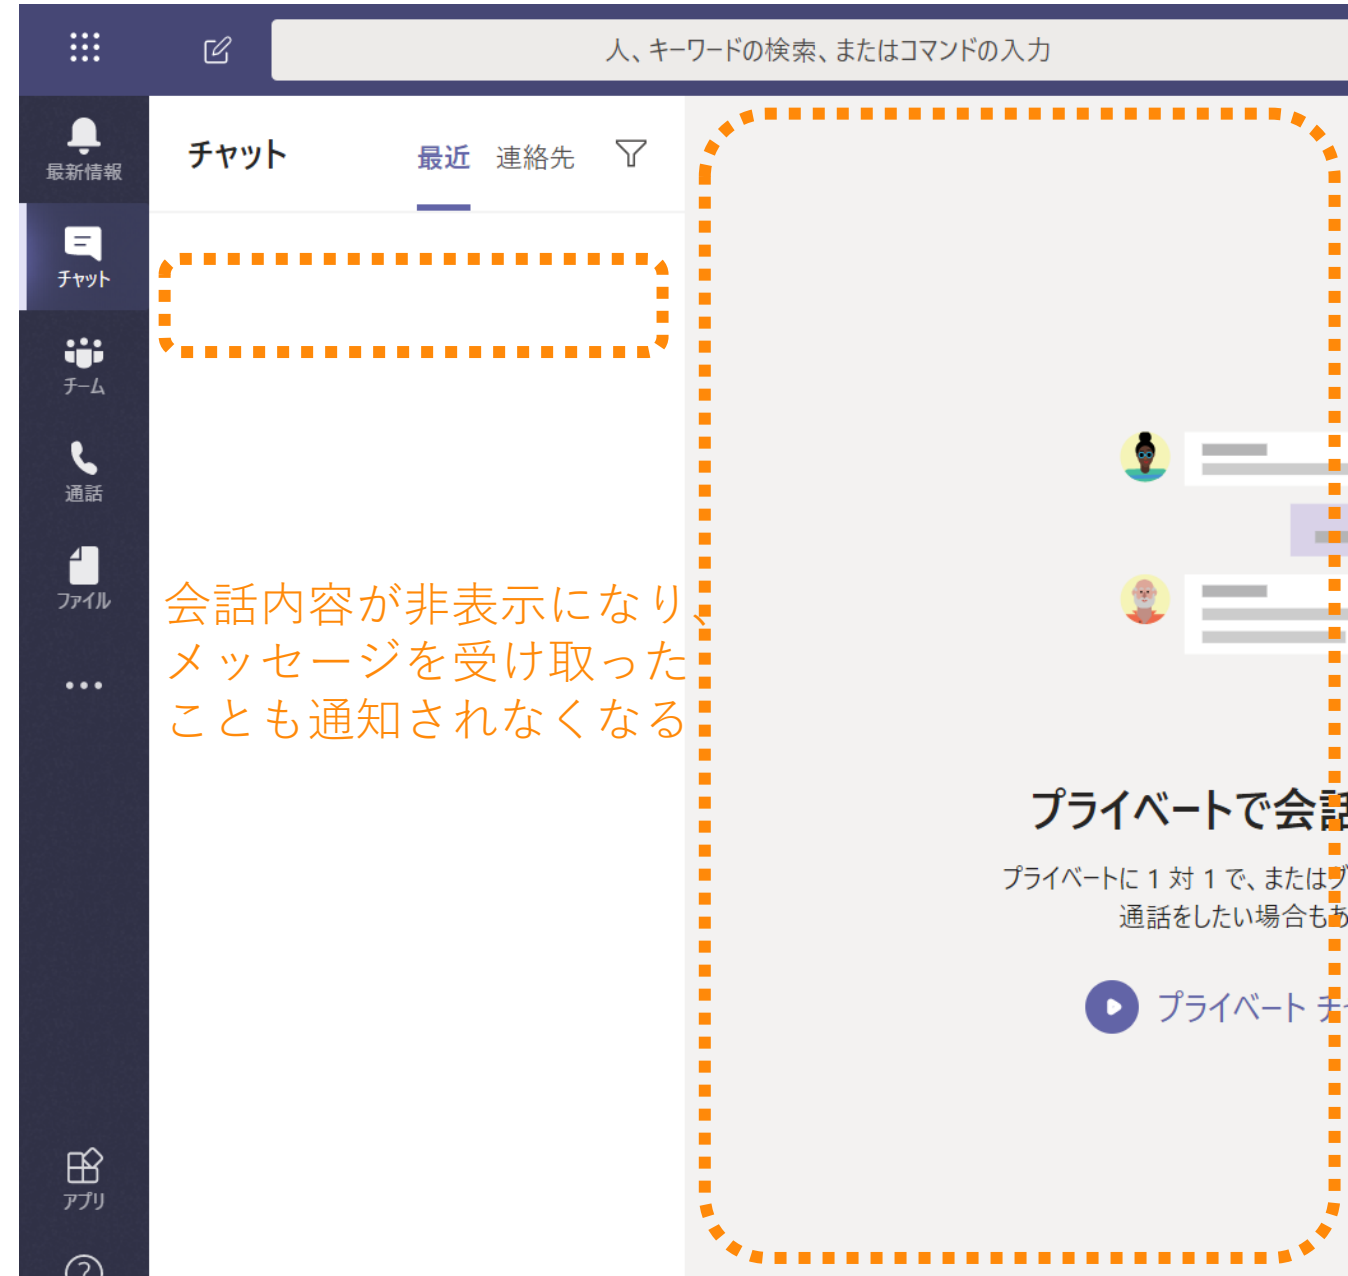 人、キーワードの検索、またはコマンドの入力
最新情報
チャット
チーム
通話
ファイル
アプリ
チャット 最近 連絡先
会話内容が非表示になり、
メッセージを受け取った
ことも通知されなくなる
プライベートで会話
プライベートに 1 対 1 で、または
通話をしたい場合もあ
プライベート チ